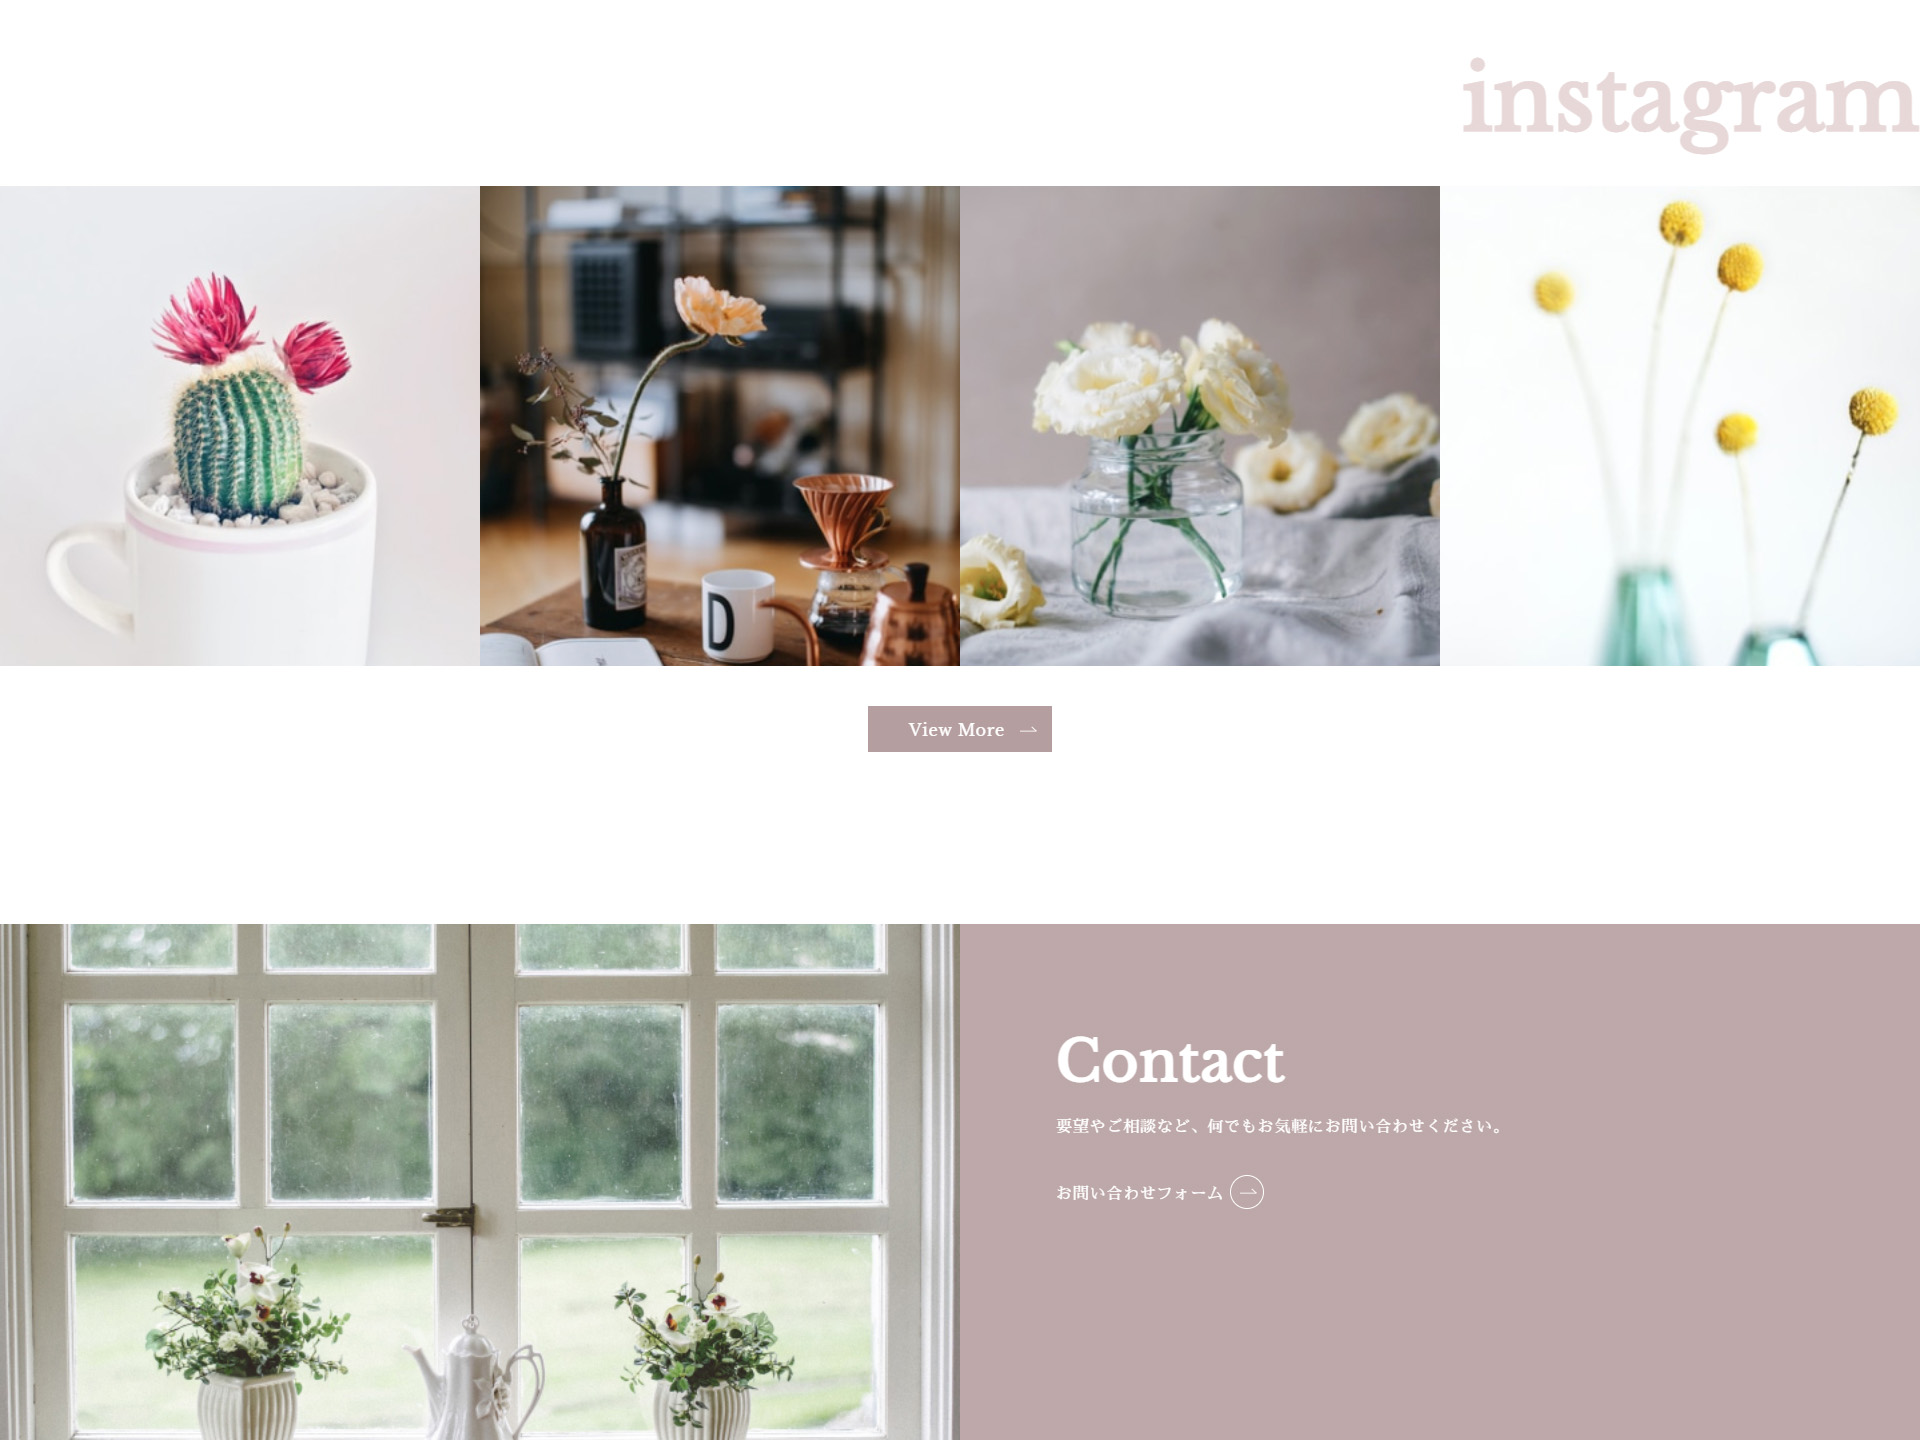 instagram
D
View More
Contact
要望やご相談など、何でもお気軽にお問い合わせください。
お問い合わせフォーム